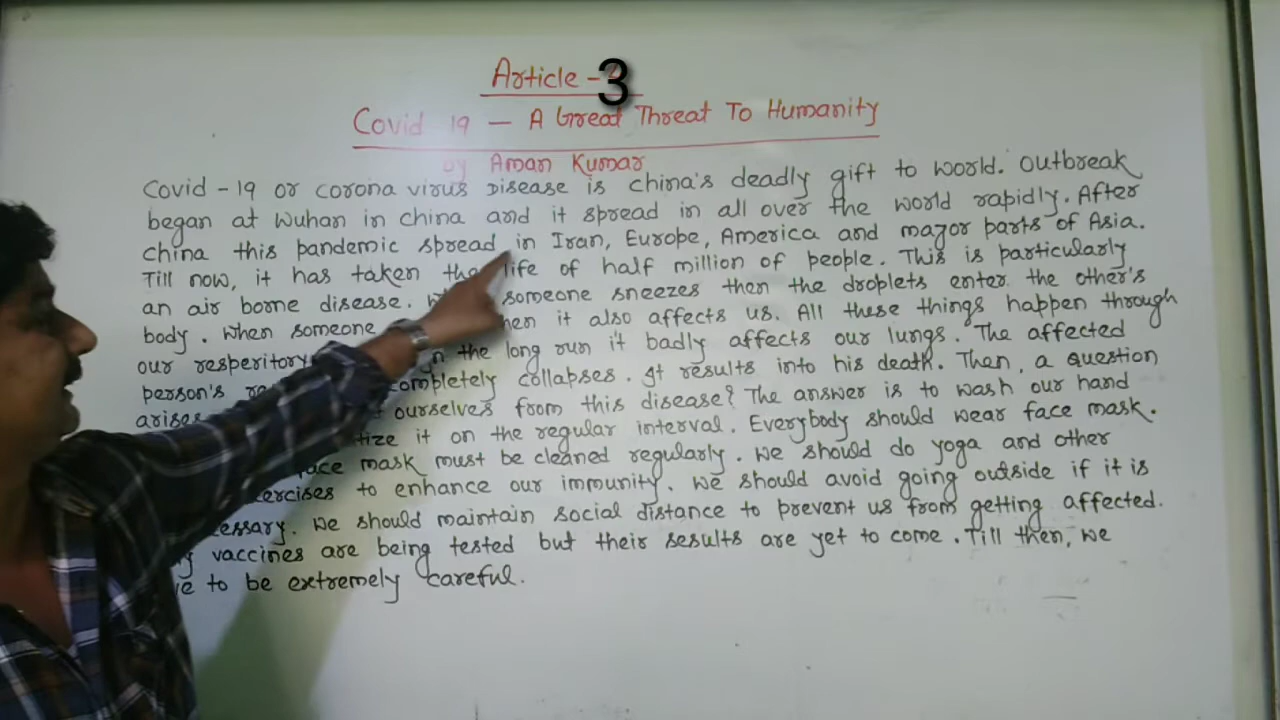 Article - 3
Covid 19 — A Great Threat To Humanity
by Aman Kumar
Covid - 19 or corona virus Disease is china's deadly gift to world. Outbreak
began at Wuhan in china and it spread in all over the world rapidly. After
china this pandemic spread in Iran, Europe, America and major parts of Asia.
Till now, it has taken the life of half million of people. This is particularly
an air borne disease. someone sneezes then the droplets enter the other's
body. When someone it also affects us. All these things happen through
our resperitory the long run it badly affects our lungs. The affected
person's completely collapses. It results into his death. Then, a question
arises ourselves from this disease? The answer is to wash our hand
it on the regular interval. Everybody should wear face mask.
face mask must be cleaned regularly. We should do yoga and other
exercises to enhance our immunity. We should avoid going outside if it is
We should maintain social distance to prevent us from getting affected.
vaccines are being tested but their results are yet to come. Till then, we
to be extremely careful.